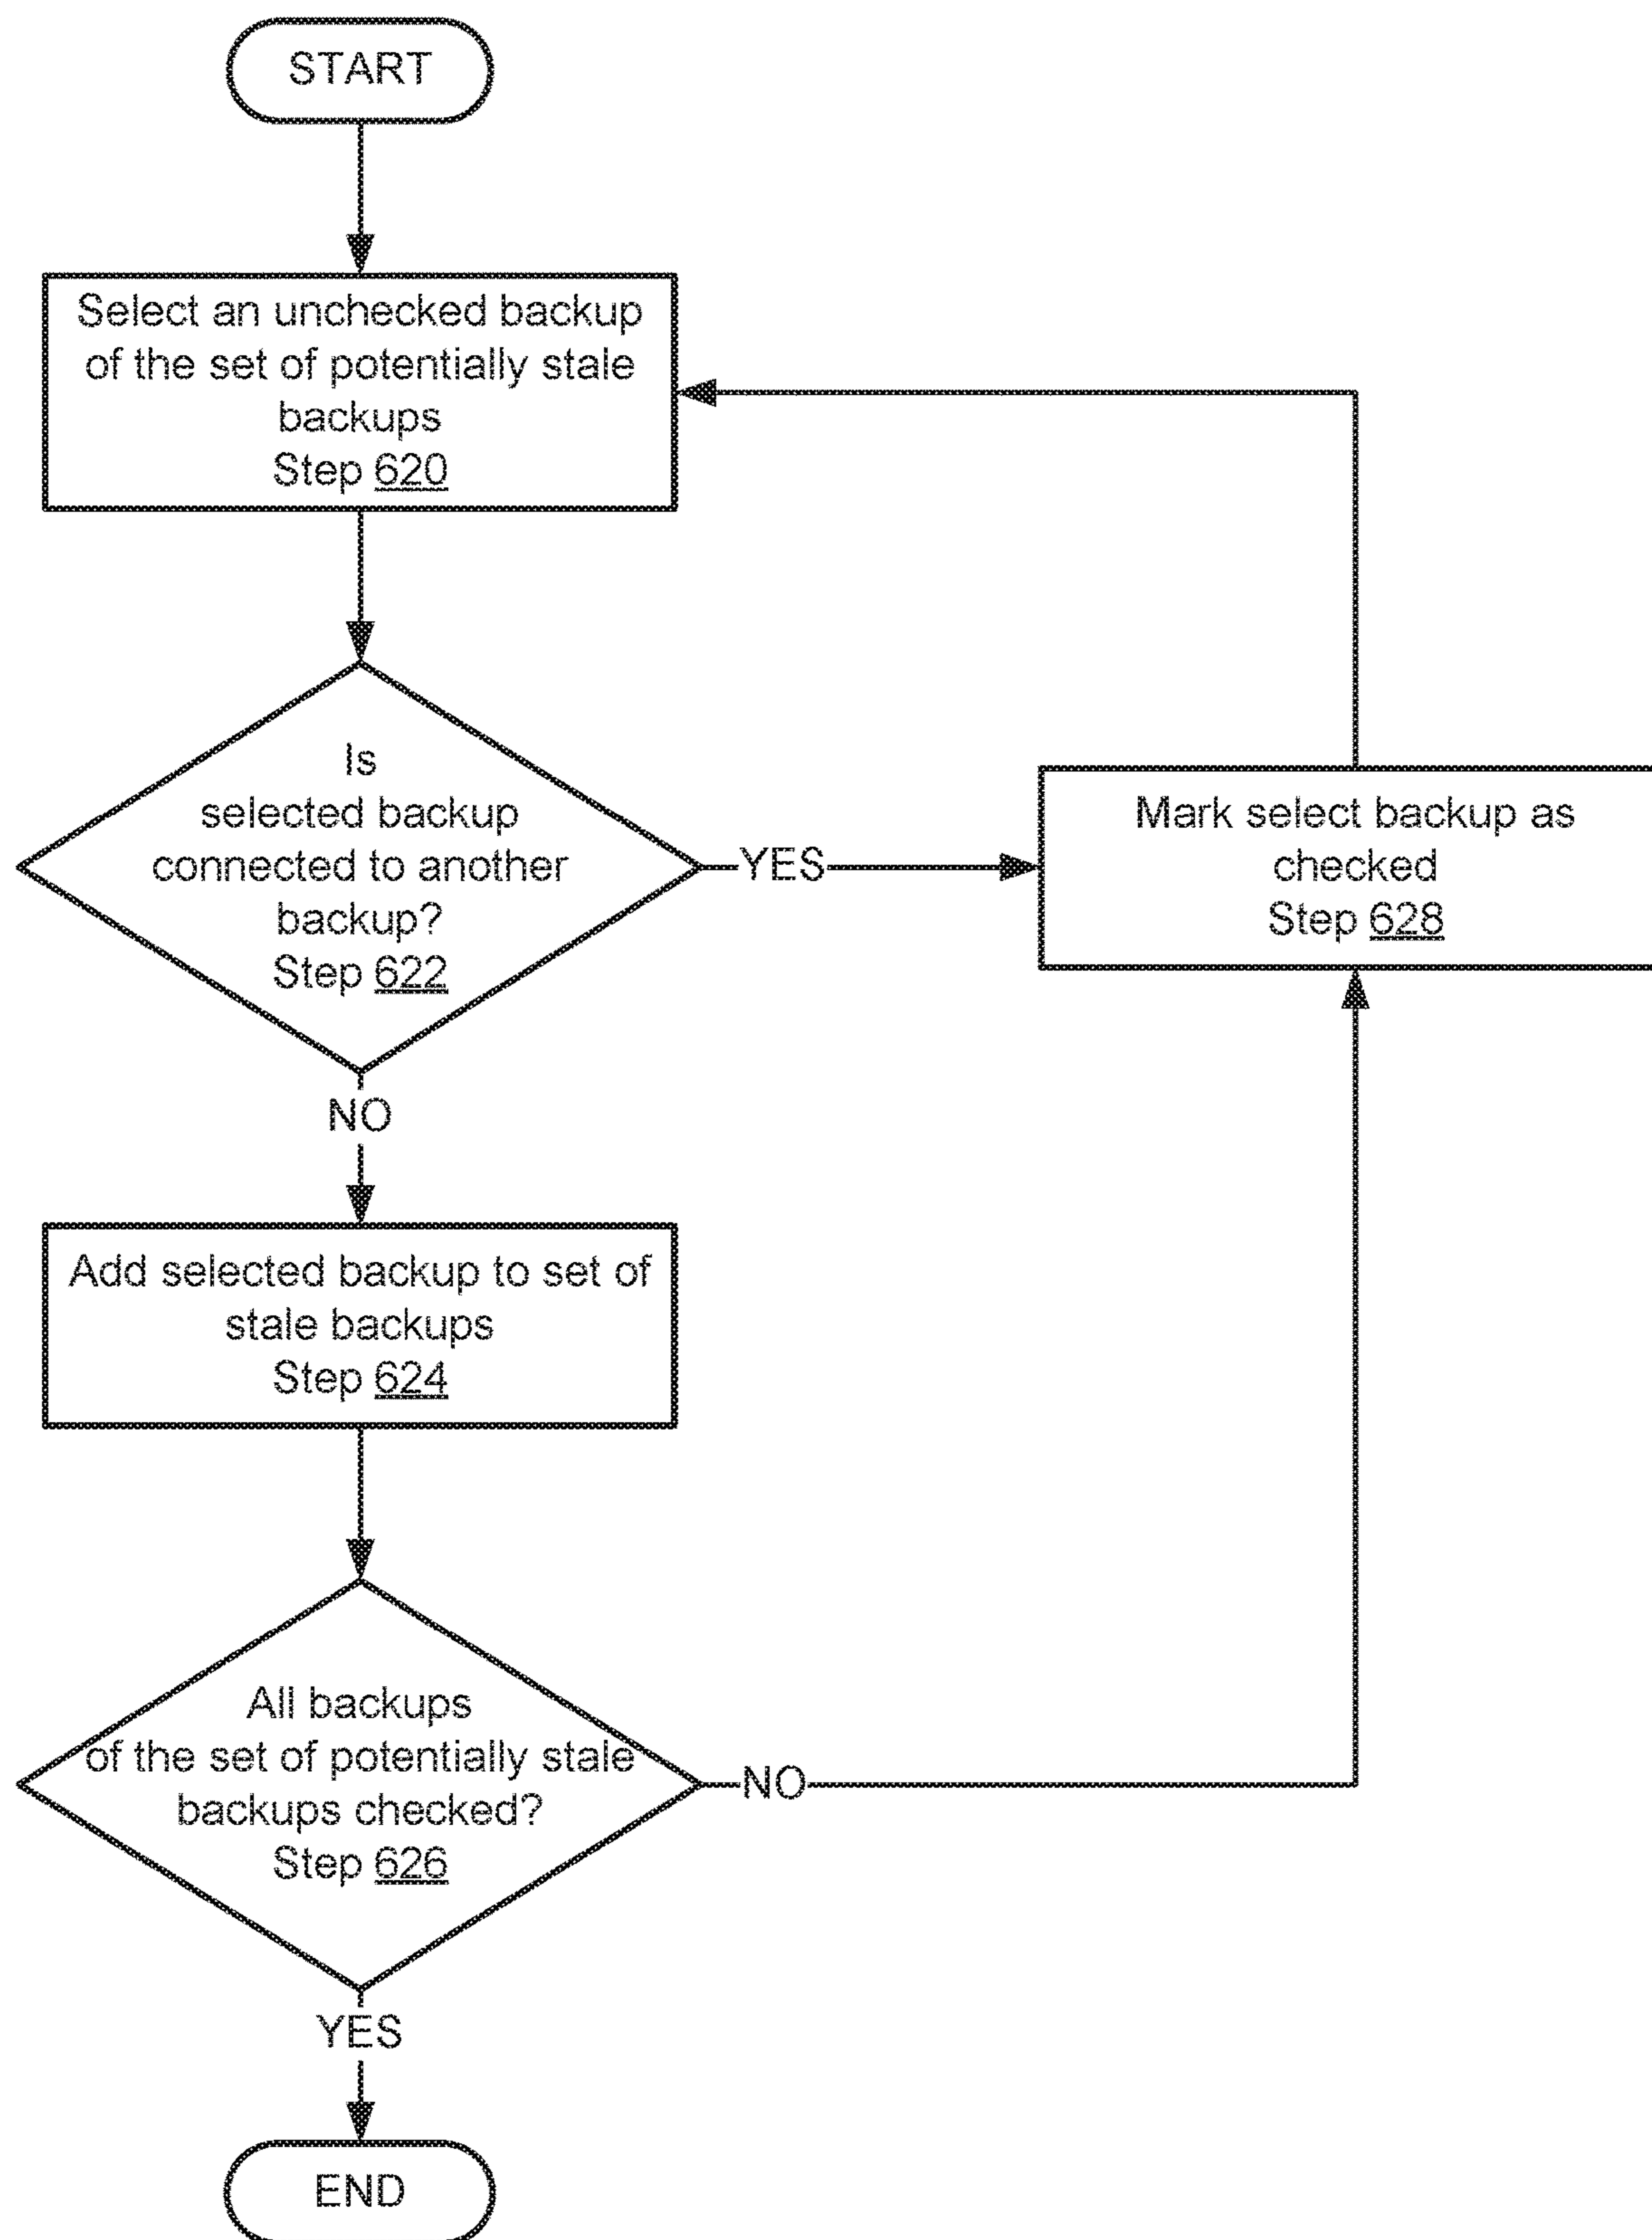 START
Select an unchecked backup
of the set of potentially stale
backups
Step 620
Is
selected backup
connected to another
backup?
Step 622
YES
Mark select backup as
checked
Step 628
NO
Add selected backup to set of
stale backups
Step 624
All backups
of the set of potentially stale
backups checked?
Step 626
NO
YES
END